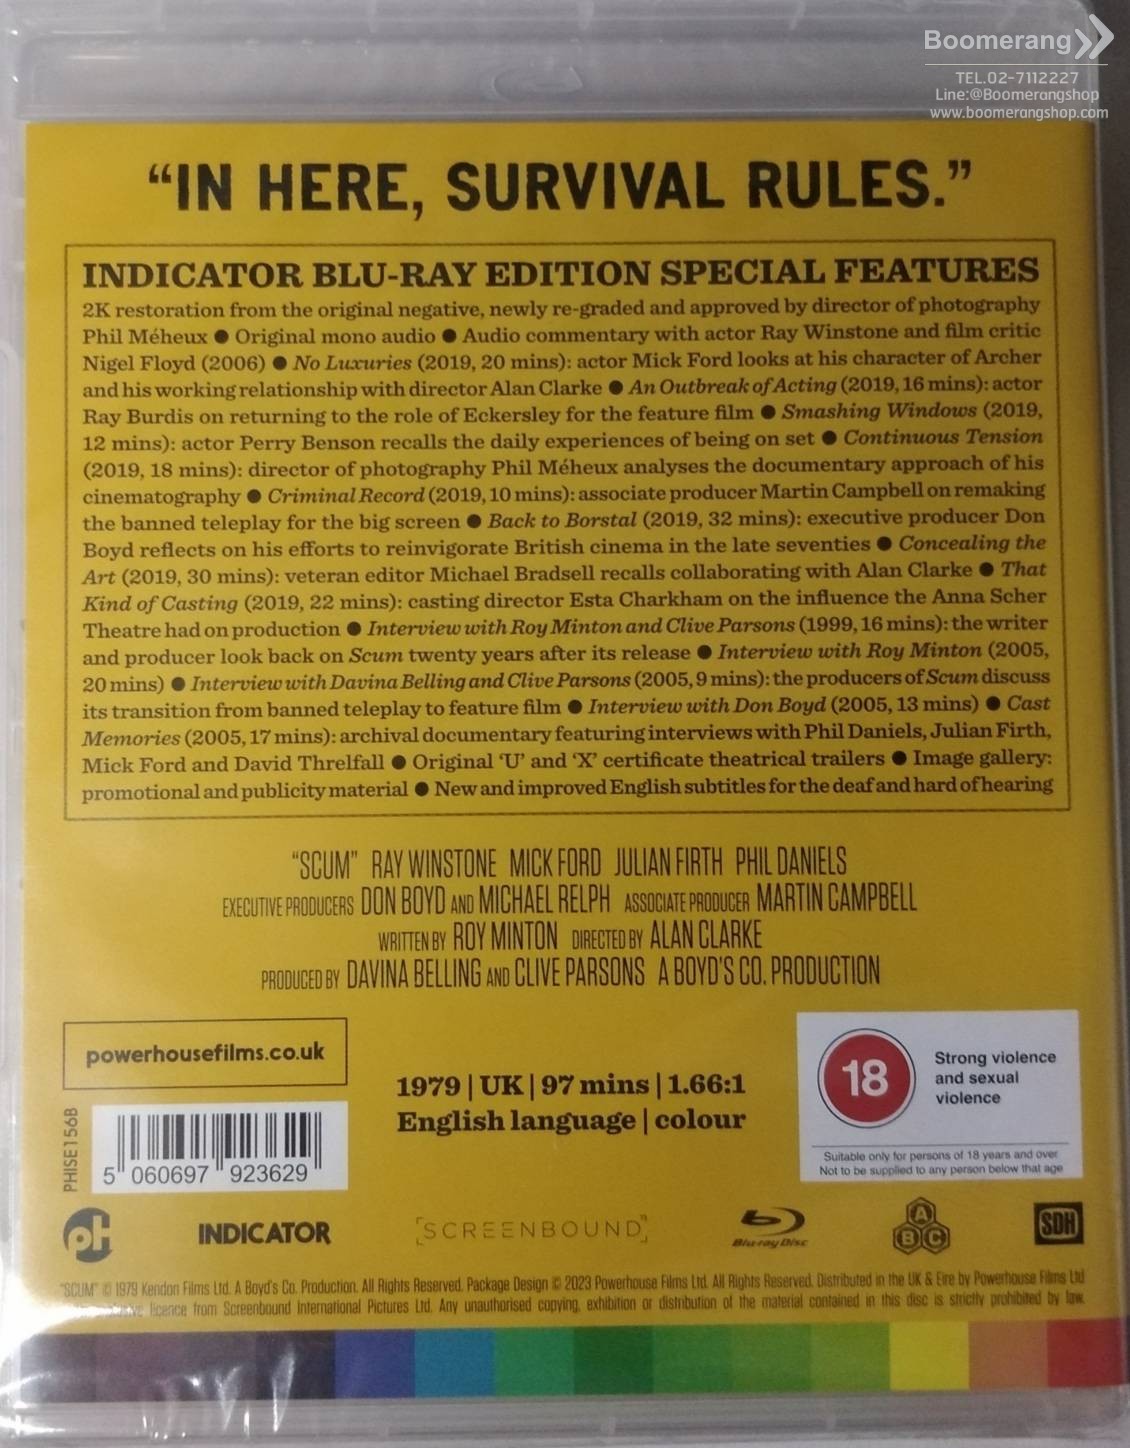 Boomerang
TEL.02-7112227
Line:@Boomerangshop
www.boomerangshop.com
“IN HERE, SURVIVAL RULES.”
INDICATOR BLU-RAY EDITION SPECIAL FEATURES
2K restoration from the original negative, newly re-graded and approved by director of photography
Phil Méheux ● Original mono audio ● Audio commentary with actor Ray Winstone and film critic
Nigel Floyd (2006) ● No Luxuries (2019, 20 mins): actor Mick Ford looks at his character of Archer
and his working relationship with director Alan Clarke ● An Outbreak of Acting (2019, 16 mins): actor
Ray Burdis on returning to the role of Eckersley for the feature film ● Smashing Windows (2019,
12 mins): actor Perry Benson recalls the daily experiences of being on set ● Continuous Tension
(2019, 18 mins): director of photography Phil Méheux analyses the documentary approach of his
cinematography ● Criminal Record (2019, 10 mins): associate producer Martin Campbell on remaking
the banned teleplay for the big screen ● Back to Borstal (2019, 32 mins): executive producer Don
Boyd reflects on his efforts to reinvigorate British cinema in the late seventies ● Concealing the
Art (2019, 30 mins): veteran editor Michael Bradsell recalls collaborating with Alan Clarke ● That
Kind of Casting (2019, 22 mins): casting director Esta Charkham on the influence the Anna Scher
Theatre had on production ● Interview with Roy Minton and Clive Parsons (1999, 16 mins): the writer
and producer look back on Scum twenty years after its release ● Interview with Roy Minton (2005,
20 mins) ● Interview with Davina Belling and Clive Parsons (2005, 9 mins): the producers of Scum discuss
its transition from banned teleplay to feature film ● Interview with Don Boyd (2005, 13 mins) ● Cast
Memories (2005, 17 mins): archival documentary featuring interviews with Phil Daniels, Julian Firth,
Mick Ford and David Threlfall ● Original ‘U’ and ‘X’ certificate theatrical trailers ● Image gallery:
promotional and publicity material ● New and improved English subtitles for the deaf and hard of hearing
“SCUM” RAY WINSTONE MICK FORD JULIAN FIRTH PHIL DANIELS
EXECUTIVE PRODUCERS DON BOYD AND MICHAEL RELPH ASSOCIATE PRODUCER MARTIN CAMPBELL
WRITTEN BY ROY MINTON DIRECTED BY ALAN CLARKE
PRODUCED BY DAVINA BELLING AND CLIVE PARSONS A BOYD'S CO. PRODUCTION
powerhousefilms.co.uk
1979 | UK | 97 mins | 1.66:1
English language | colour
18
Strong violence
and sexual
violence
Suitable only for persons of 18 years and over
Not to be supplied to any person below that age
PHISE156B
5 060697 923629
pH
INDICATOR
SCREENBOUND
Blu-ray Disc
A
B C
SDH
"SCUM" © 1979 Kendon Films Ltd. A Boyd's Co. Production. All Rights Reserved. Package Design © 2023 Powerhouse Films Ltd. All Rights Reserved. Distributed in the UK & Eire by Powerhouse Films Ltd
licence from Screenbound International Pictures Ltd. Any unauthorised copying, exhibition or distribution of the material contained in this disc is strictly prohibited by law.